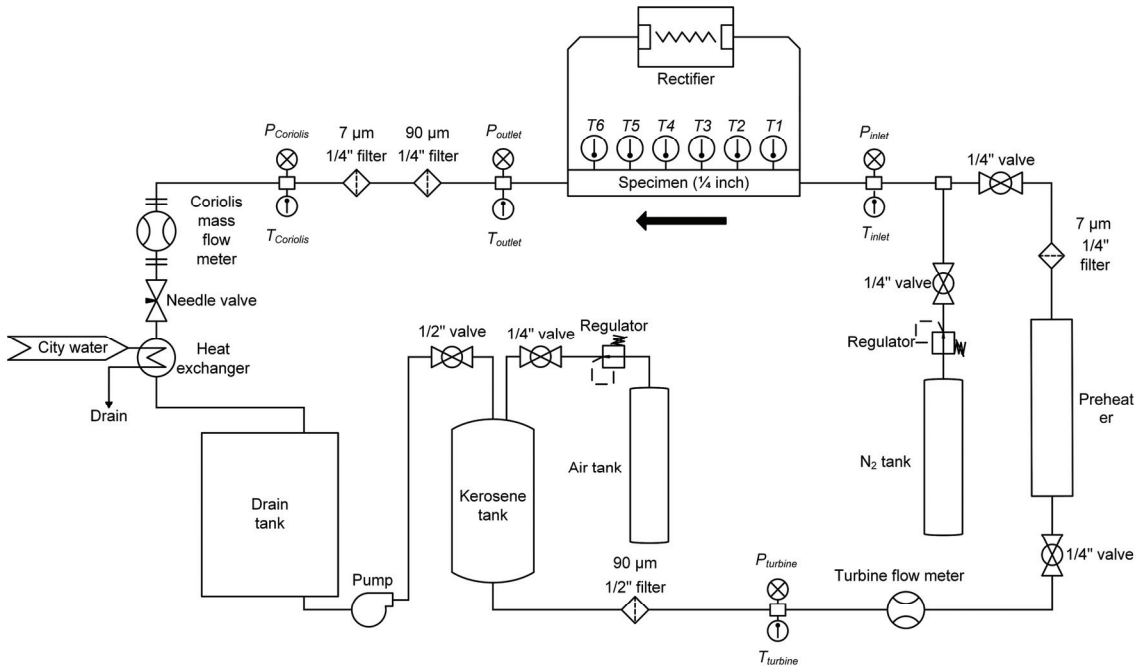 Rectifier
T6 T5 T4 T3 T2 T1
Specimen (¼ inch)
P_Coriolis
7 µm
1/4" filter
90 µm
1/4" filter
P_outlet
P_inlet
1/4" valve
T_Coriolis
T_outlet
T_inlet
Coriolis
mass
flow
meter
7 µm
1/4"
filter
Needle valve
1/4" valve
City water
Heat
exchanger
Drain
1/2" valve
1/4" valve
Regulator
Regulator
Preheat
er
Drain
tank
Kerosene
tank
Air tank
N₂ tank
Pump
90 µm
1/2" filter
P_turbine
T_turbine
Turbine flow meter
1/4" valve